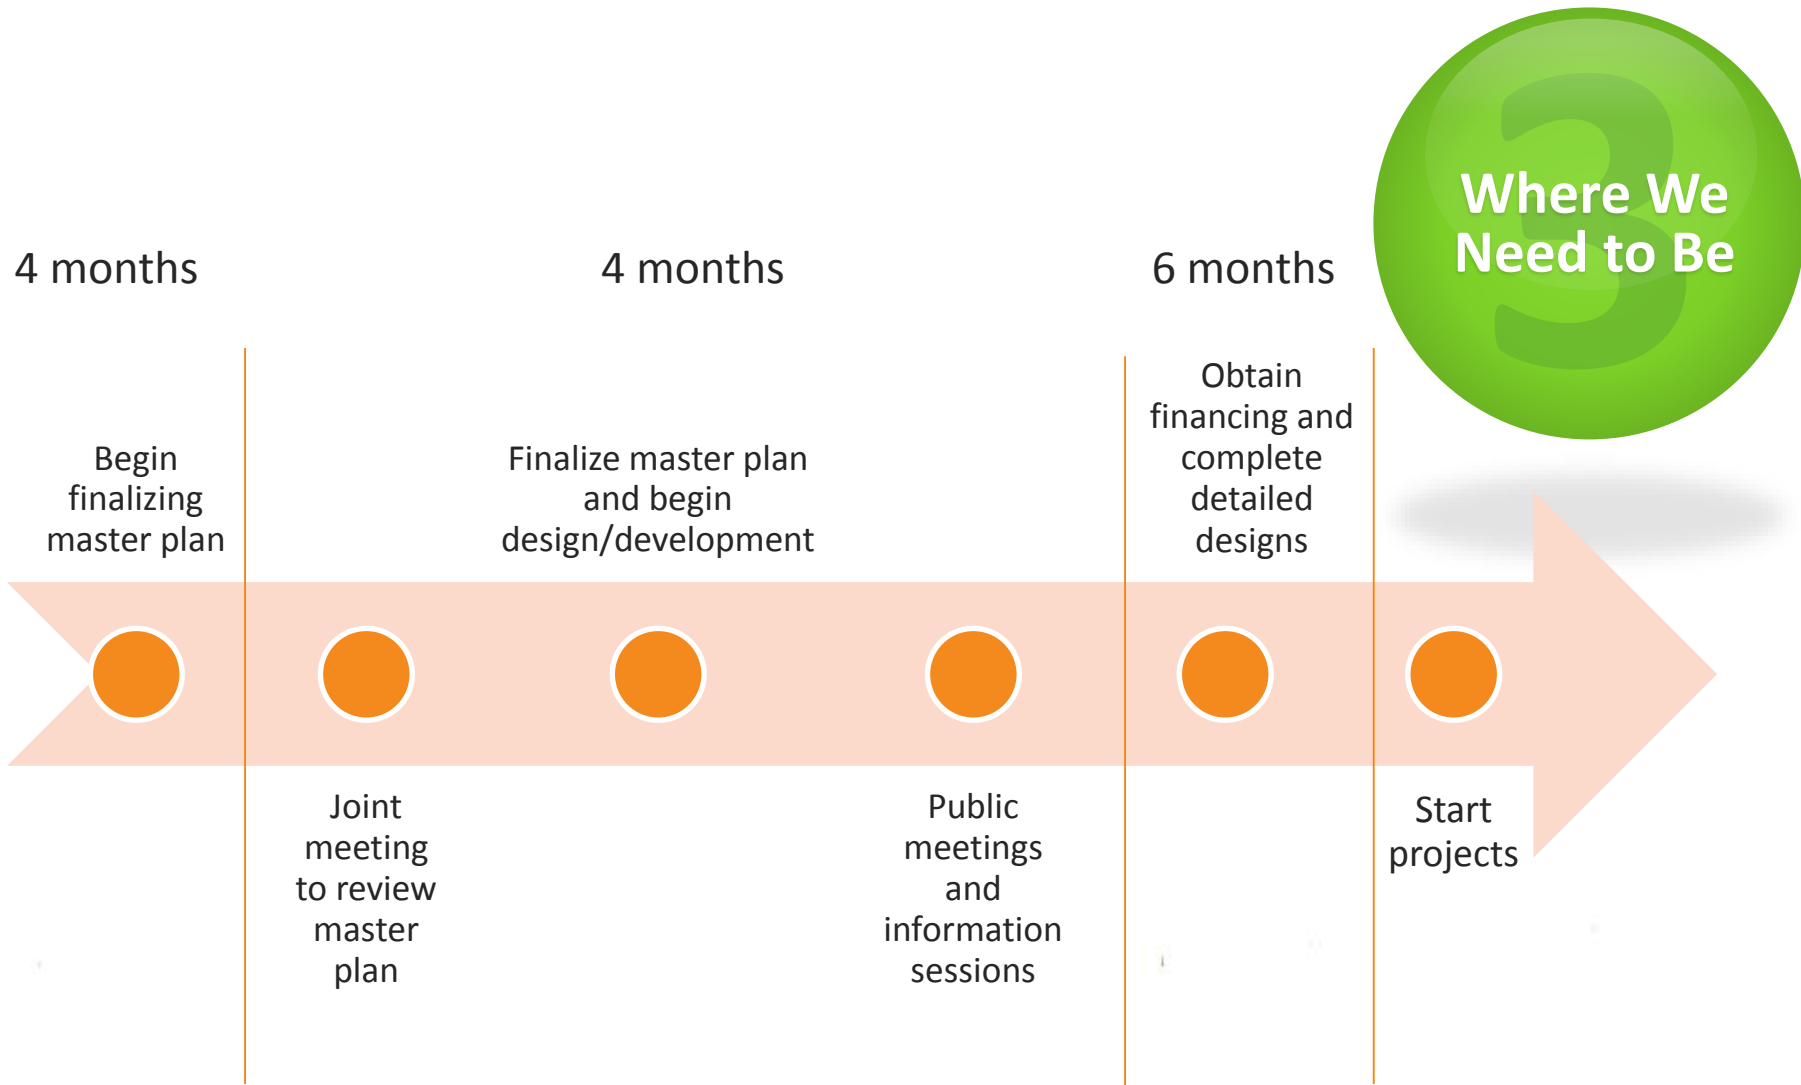 3
Where We
Need to Be
4 months
4 months
6 months
Begin
finalizing
master plan
Finalize master plan
and begin
design/development
Obtain
financing and
complete
detailed
designs
Joint
meeting
to review
master
plan
Public
meetings
and
information
sessions
Start
projects